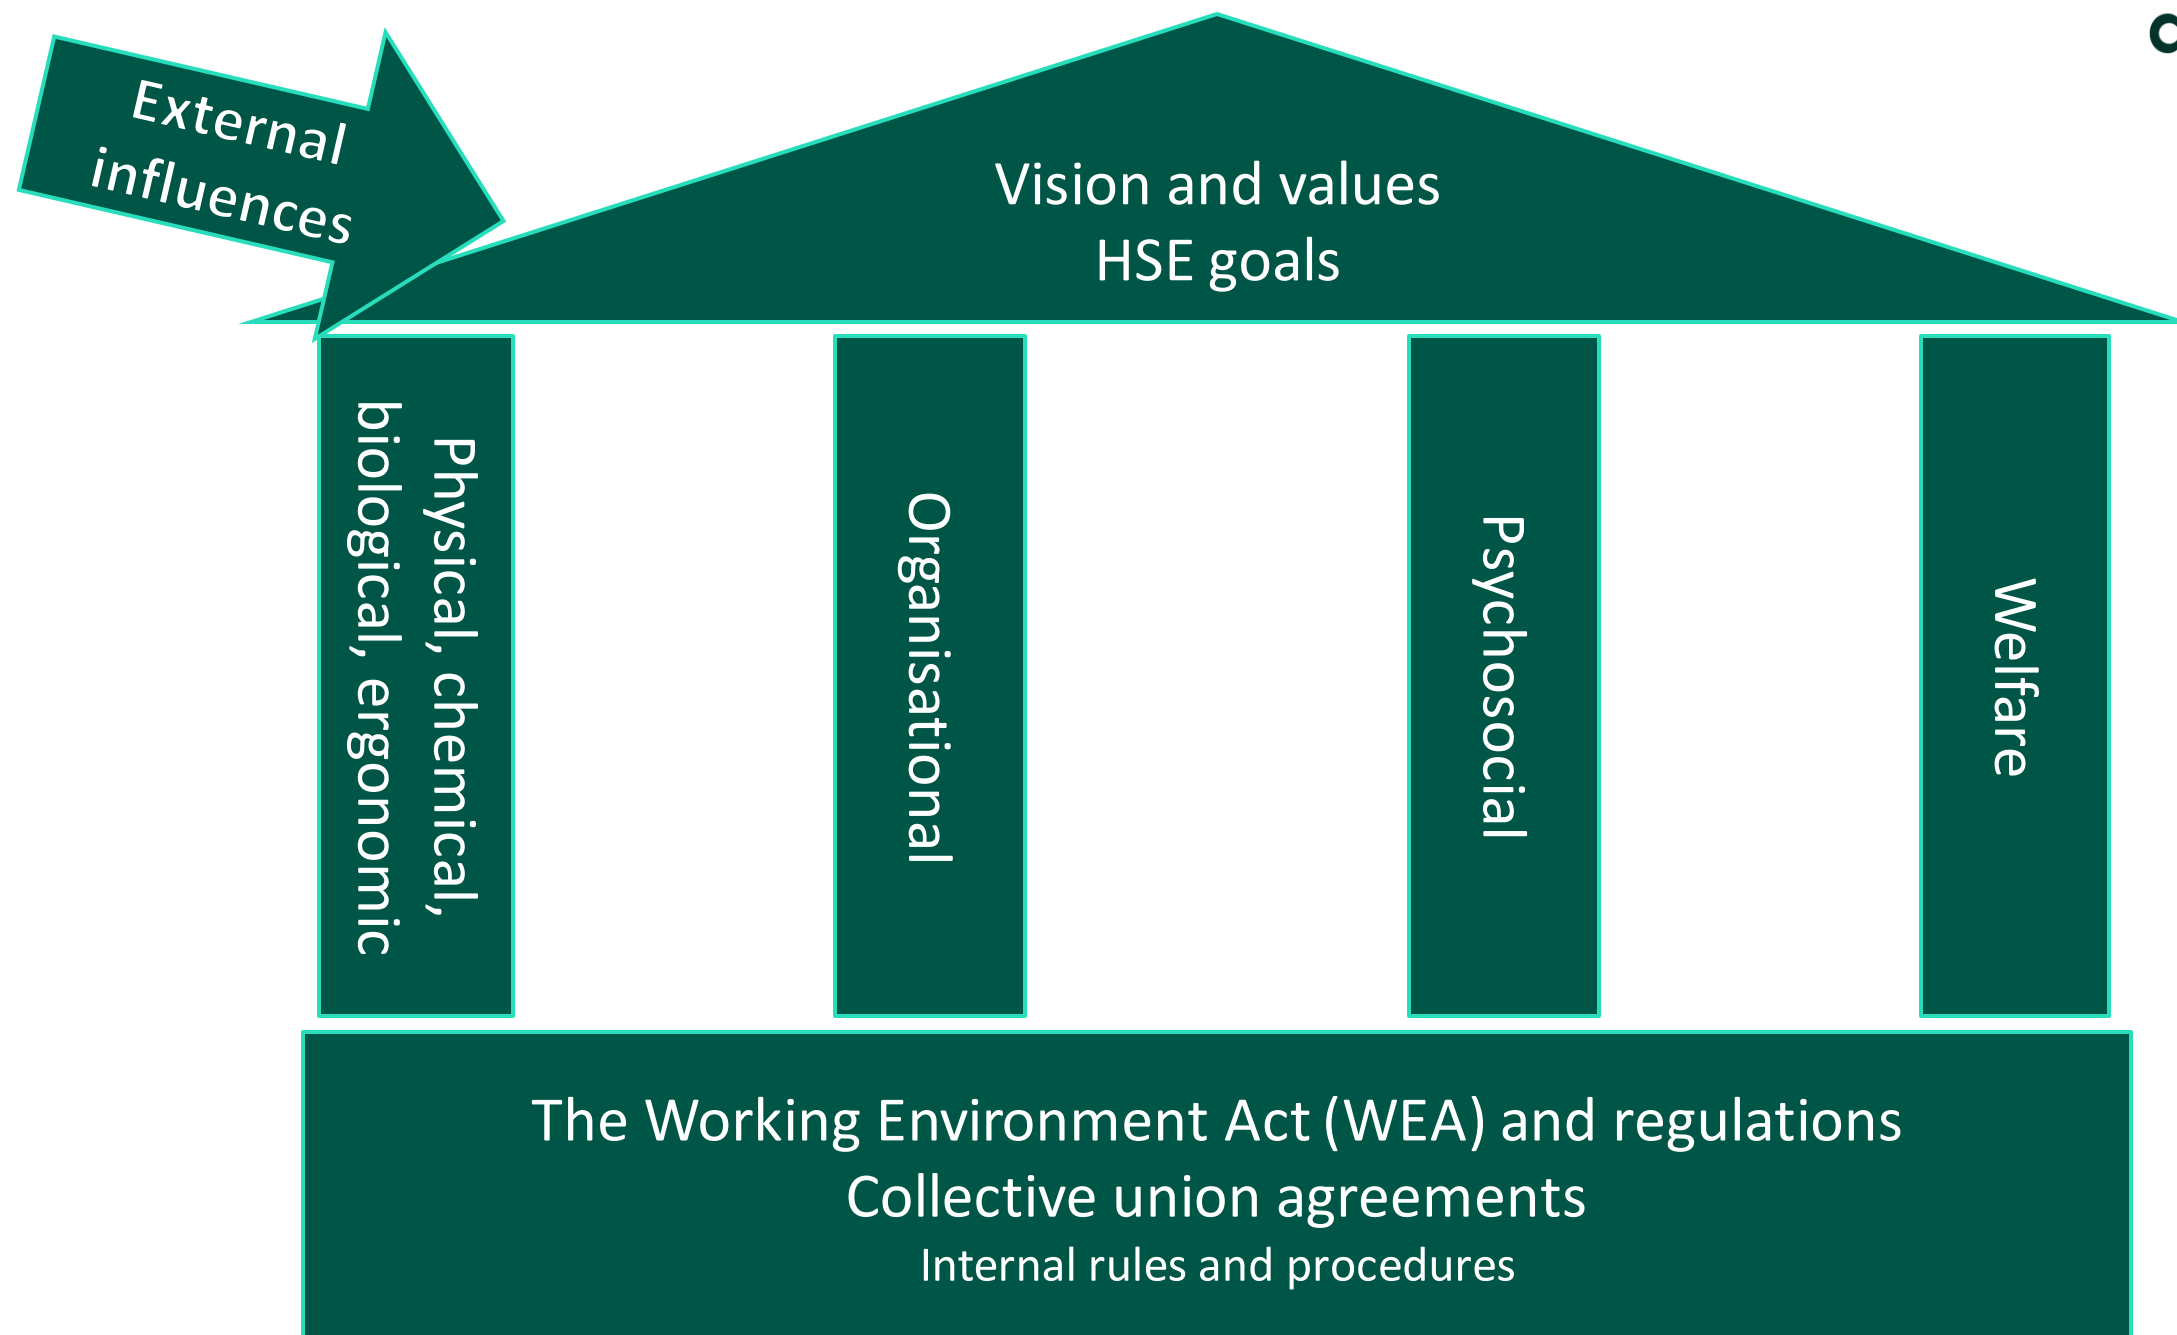 External
influences
Vision and values
HSE goals
Physical, chemical,
biological, ergonomic
Organisational
Psychosocial
Welfare
The Working Environment Act (WEA) and regulations
Collective union agreements
Internal rules and procedures